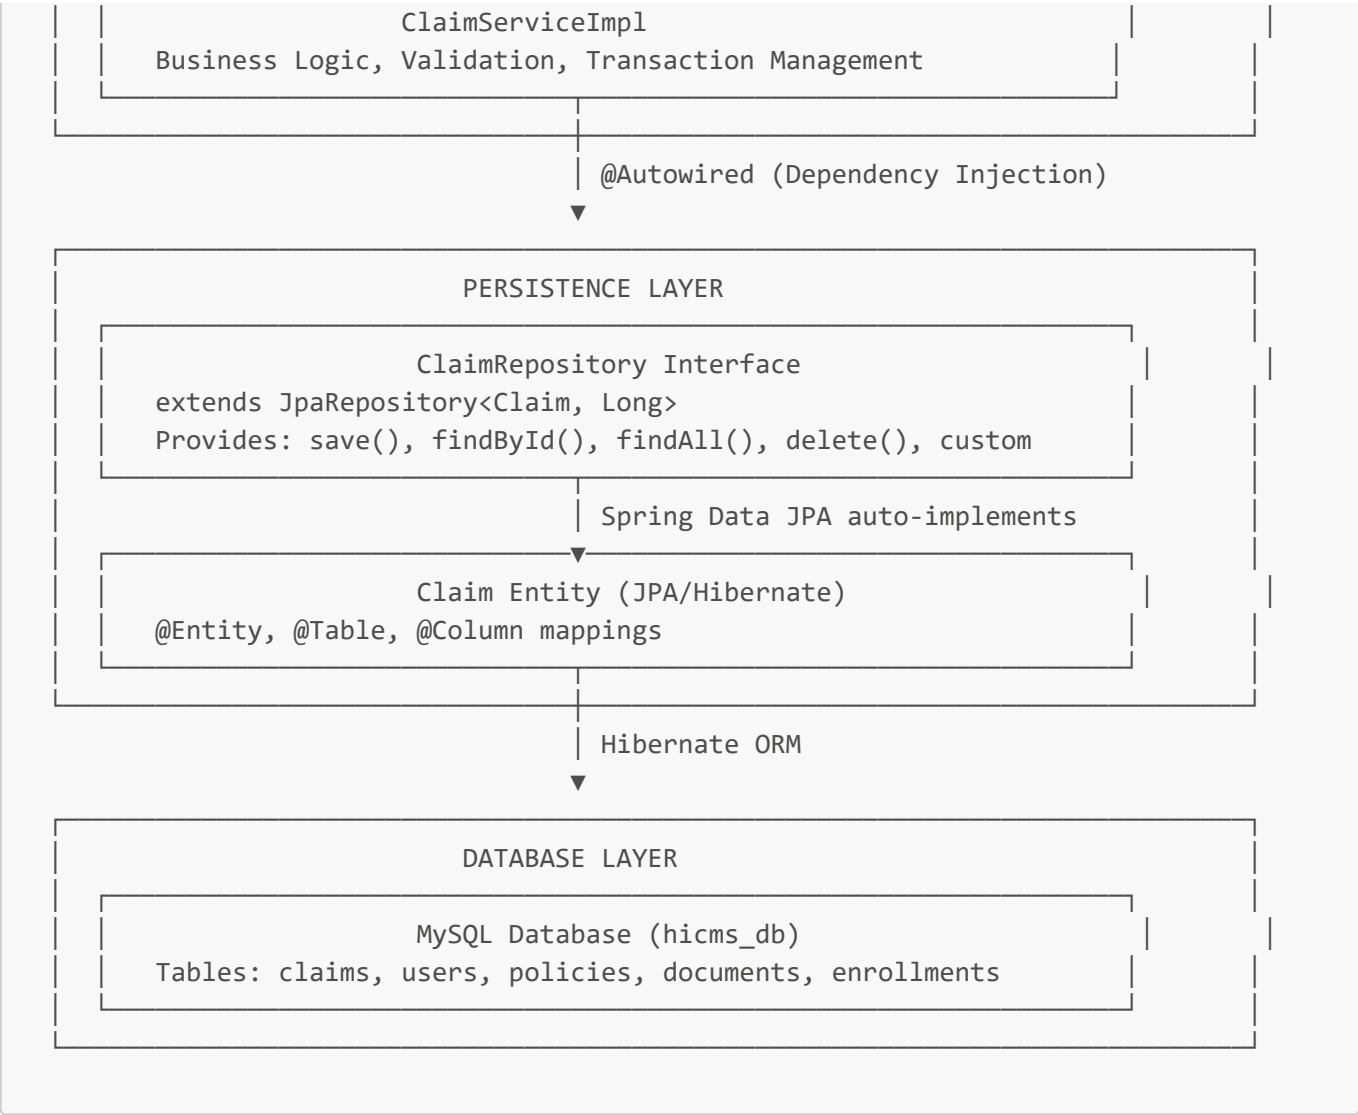 ClaimServiceImpl
Business Logic, Validation, Transaction Management
@Autowired (Dependency Injection)
PERSISTENCE LAYER
ClaimRepository Interface
extends JpaRepository<Claim, Long>
Provides: save(), findById(), findAll(), delete(), custom
Spring Data JPA auto-implements
Claim Entity (JPA/Hibernate)
@Entity, @Table, @Column mappings
Hibernate ORM
DATABASE LAYER
MySQL Database (hicms_db)
Tables: claims, users, policies, documents, enrollments